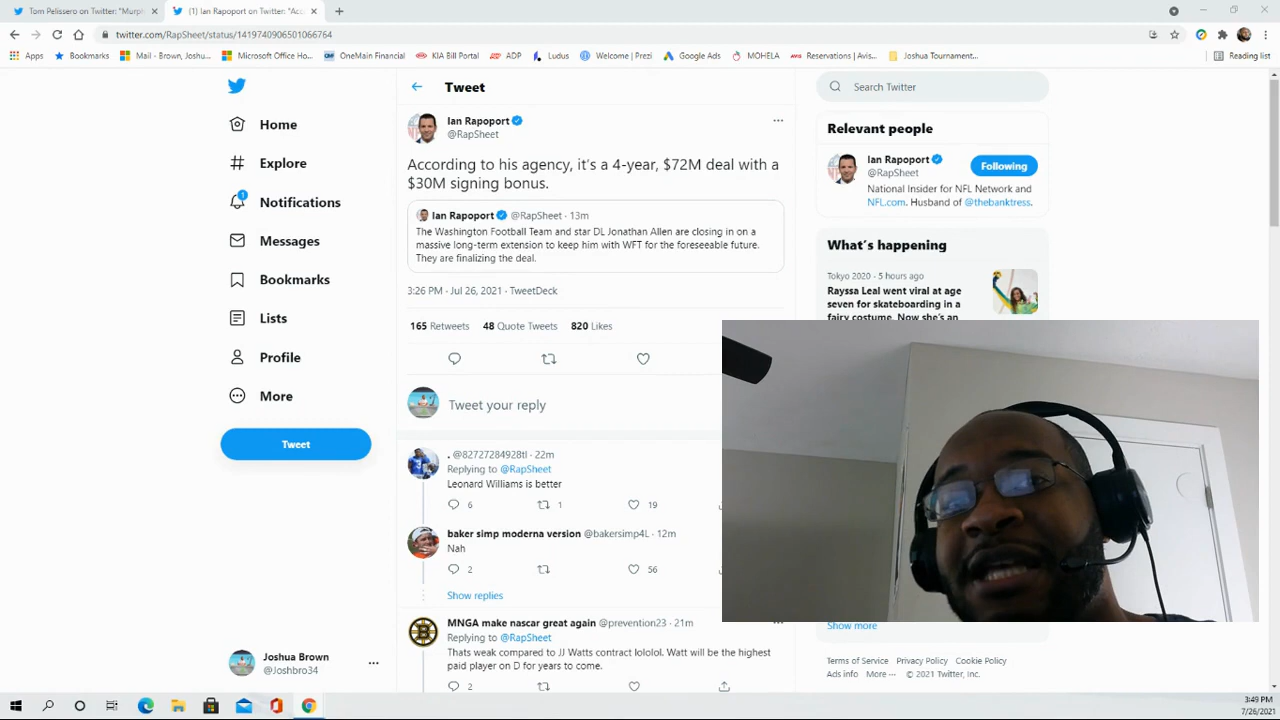 Tom Pelissero on Twitter: "Murph
(1) Ian Rapoport on Twitter: "Acc
twitter.com/RapSheet/status/1419740906501066764
Apps
Bookmarks
Mail - Brown, Joshu...
Microsoft Office Ho...
OneMain Financial
KIA Bill Portal
ADP
Ludus
Welcome | Prezi
Google Ads
MOHELA
Reservations | Avis...
Joshua Tournament...
Reading list
Home
Explore
1
Notifications
Messages
Bookmarks
Lists
Profile
More
Tweet
Joshua Brown
@Joshbro34
Tweet
Ian Rapoport
@RapSheet
According to his agency, it's a 4-year, $72M deal with a
$30M signing bonus.
Ian Rapoport @RapSheet · 13m
The Washington Football Team and star DL Jonathan Allen are closing in on a
massive long-term extension to keep him with WFT for the foreseeable future.
They are finalizing the deal.
3:26 PM · Jul 26, 2021 · TweetDeck
165 Retweets 48 Quote Tweets 820 Likes
Tweet your reply
. @82727284928tl · 22m
Replying to @RapSheet
Leonard Williams is better
6 1 19
baker simp moderna version @bakersimp4L · 12m
Nah
2 56
Show replies
MNGA make nascar great again @prevention23 · 21m
Replying to @RapSheet
Thats weak compared to JJ Watts contract lololol. Watt will be the highest
paid player on D for years to come.
2
Search Twitter
Relevant people
Ian Rapoport
@RapSheet
Following
National Insider for NFL Network and
NFL.com. Husband of @thebanktress.
What's happening
Tokyo 2020 · 5 hours ago
Rayssa Leal went viral at age
seven for skateboarding in a
fairy costume. Now she's an
Show more
Terms of Service Privacy Policy Cookie Policy
Ads info More ··· © 2021 Twitter, Inc.
3:49 PM
7/26/2021